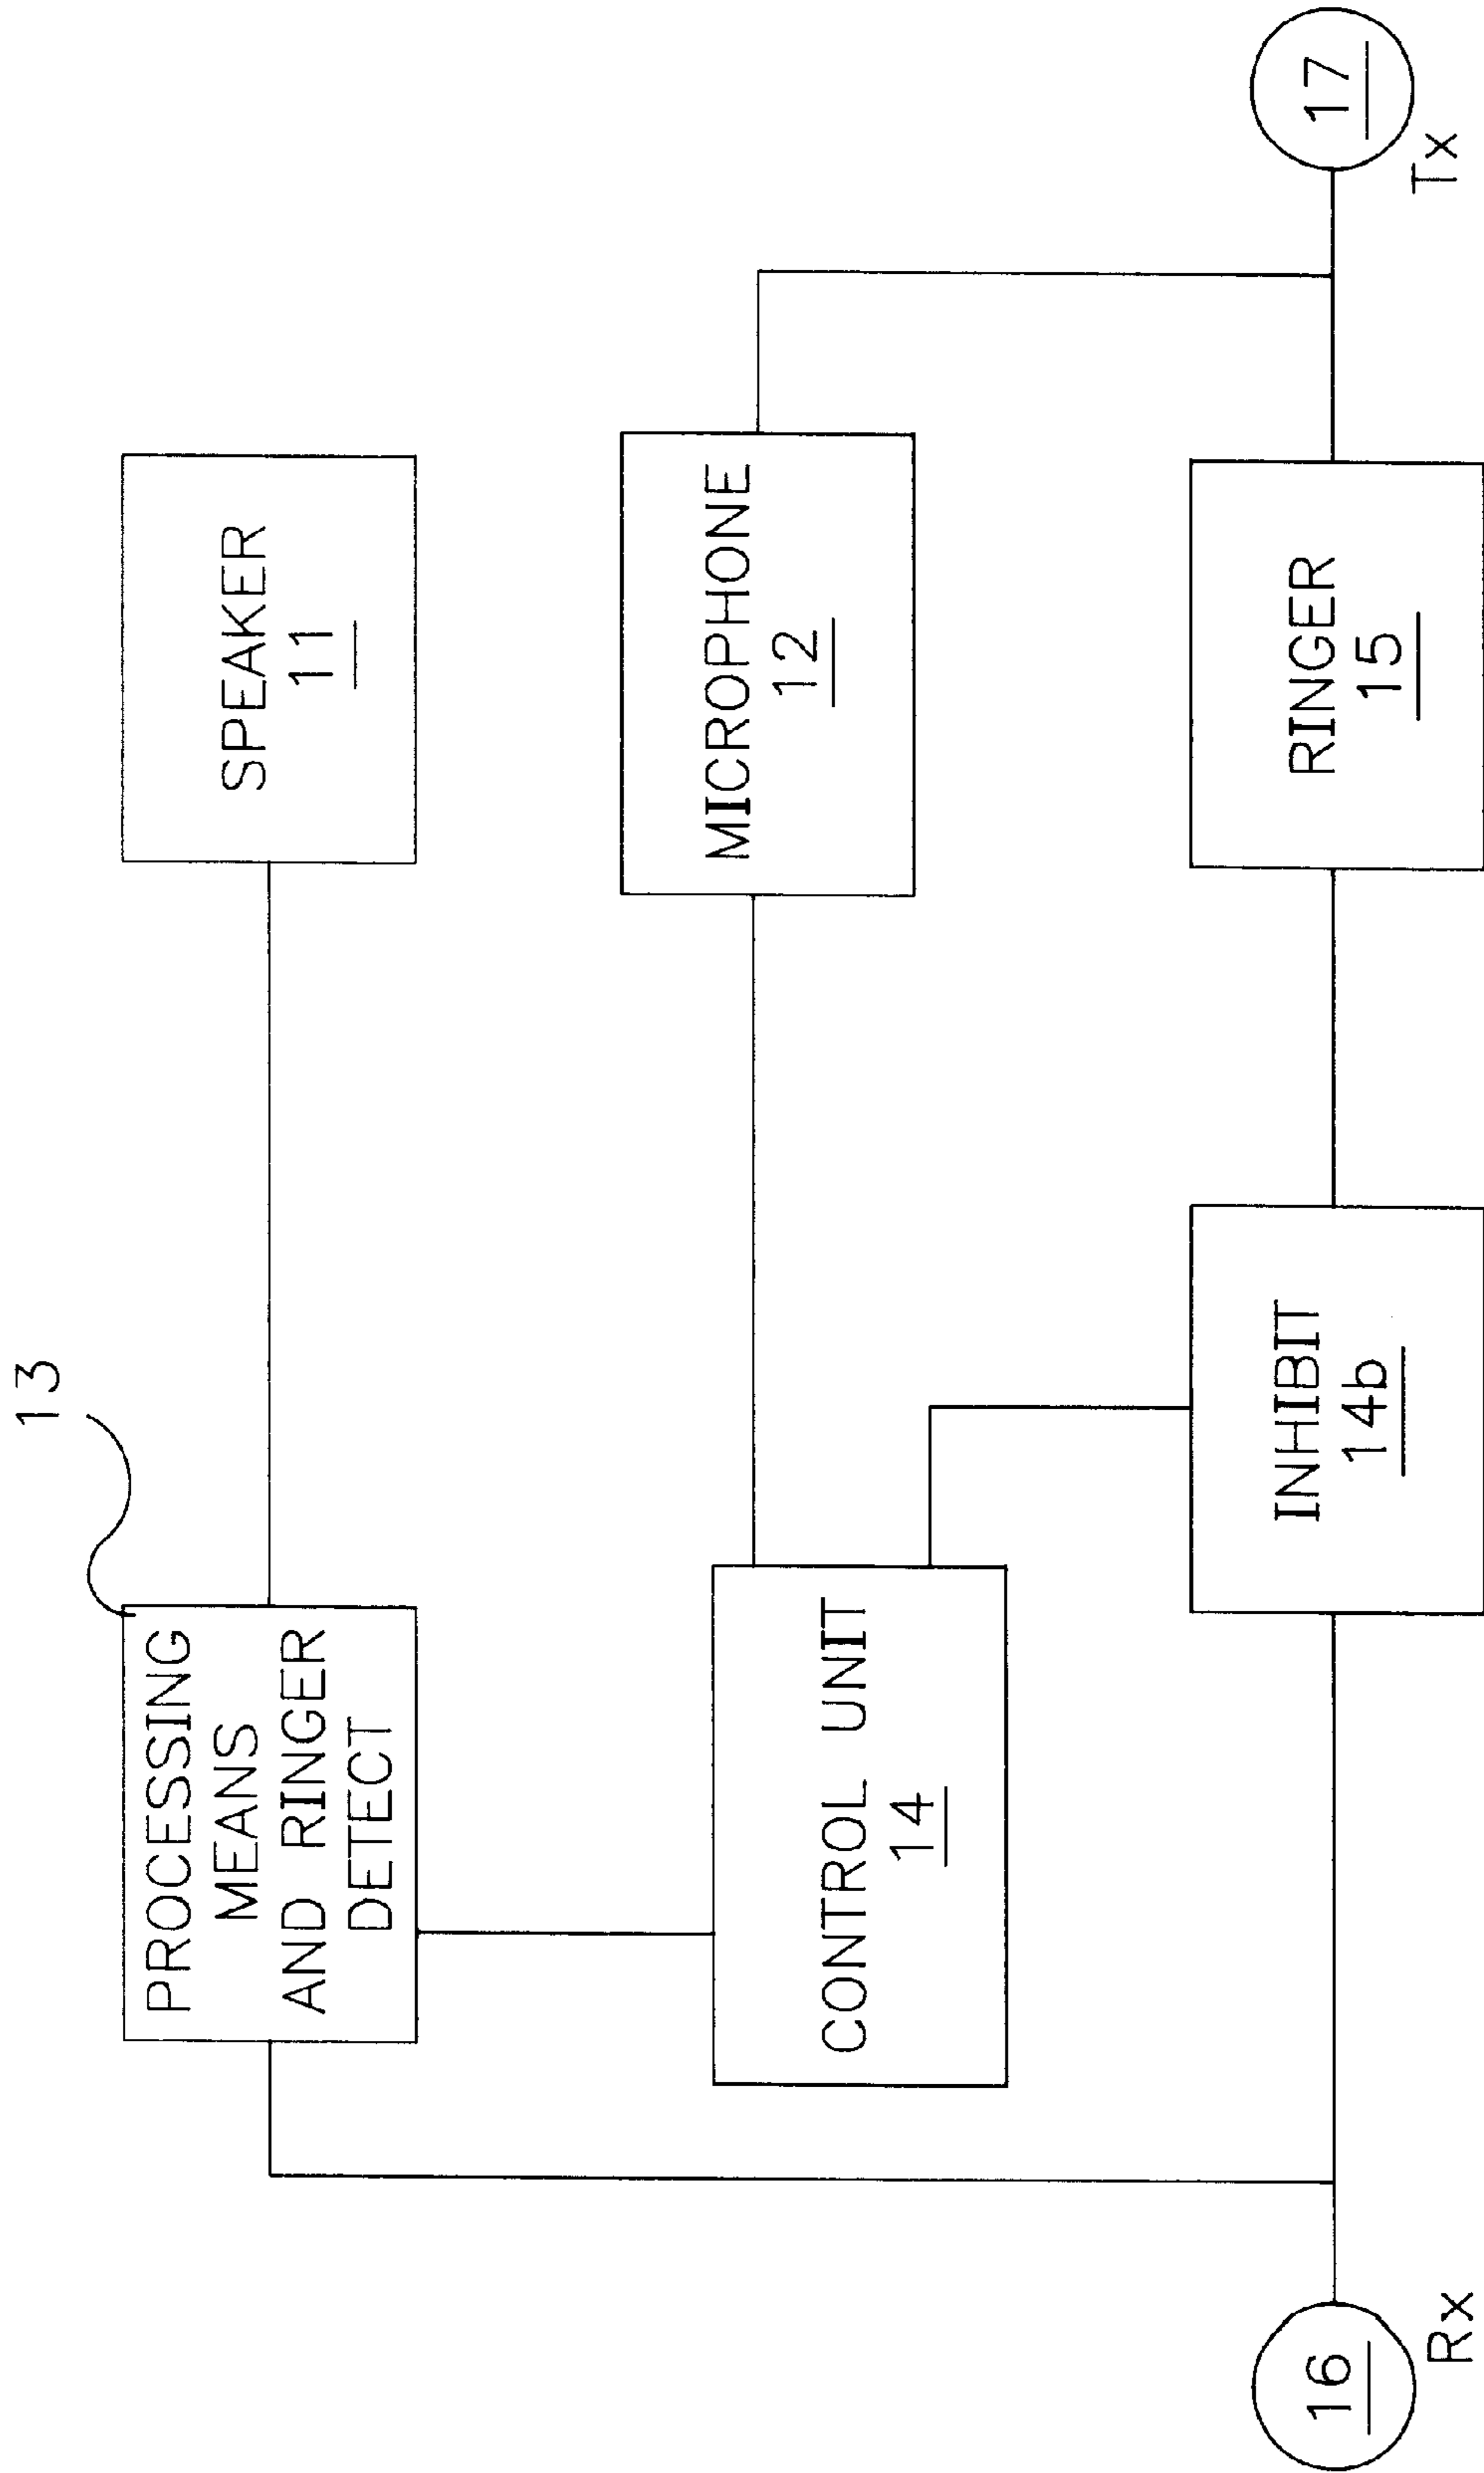 13
PROCESSING
MEANS
AND RINGER
DETECT
SPEAKER
11
CONTROL UNIT
14
MICROPHONE
12
INHIBIT
14b
RINGER
15
16
Rx
17
Tx